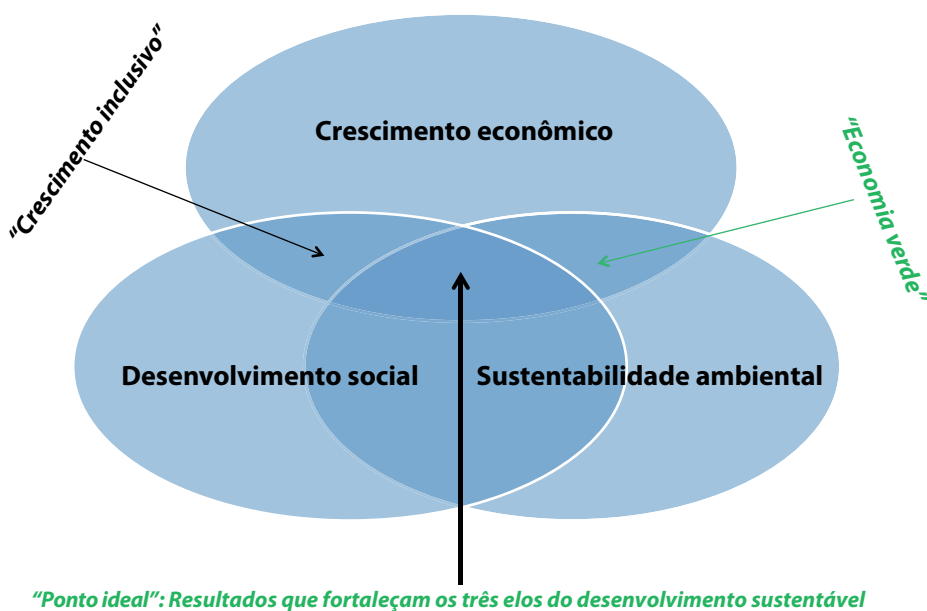 “Crescimento inclusivo”
Crescimento econômico
“Economia verde”
Desenvolvimento social
Sustentabilidade ambiental
“Ponto ideal”: Resultados que fortaleçam os três elos do desenvolvimento sustentável